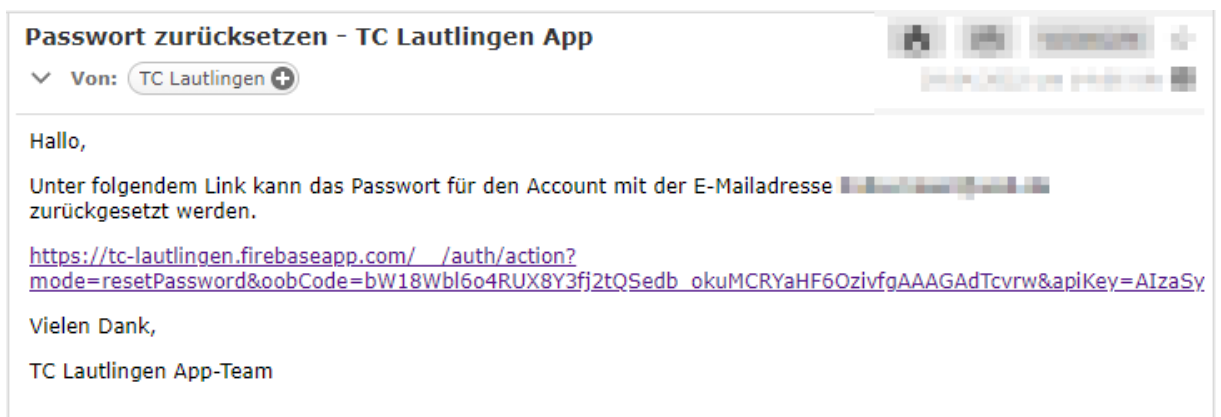 Passwort zurücksetzen - TC Lautlingen App
Von: TC Lautlingen
Hallo,
Unter folgendem Link kann das Passwort für den Account mit der E-Mailadresse
zurückgesetzt werden.
https://tc-lautlingen.firebaseapp.com/__/auth/action?
mode=resetPassword&oobCode=bW18Wbl6o4RUX8Y3fj2tQSedb_okuMCRYaHF6OzivfgAAAGAdTcvrw&apiKey=AIzaSy
Vielen Dank,
TC Lautlingen App-Team